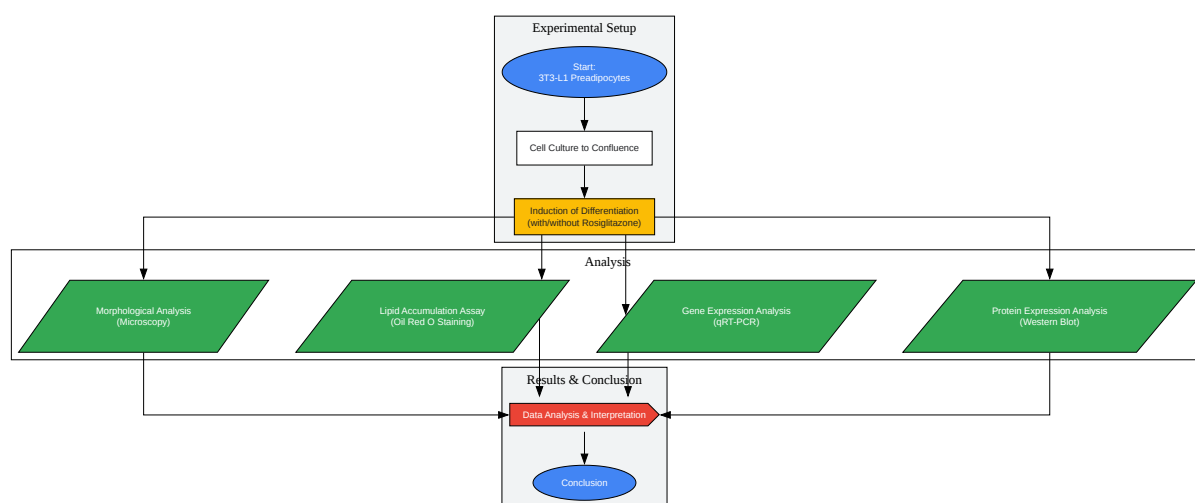 Experimental Setup
Start:
3T3-L1 Preadipocytes
Cell Culture to Confluence
Induction of Differentiation
(with/without Rosiglitazone)
Analysis
Morphological Analysis
(Microscopy)
Lipid Accumulation Assay
(Oil Red O Staining)
Gene Expression Analysis
(qRT-PCR)
Protein Expression Analysis
(Western Blot)
Results & Conclusion
Data Analysis & Interpretation
Conclusion